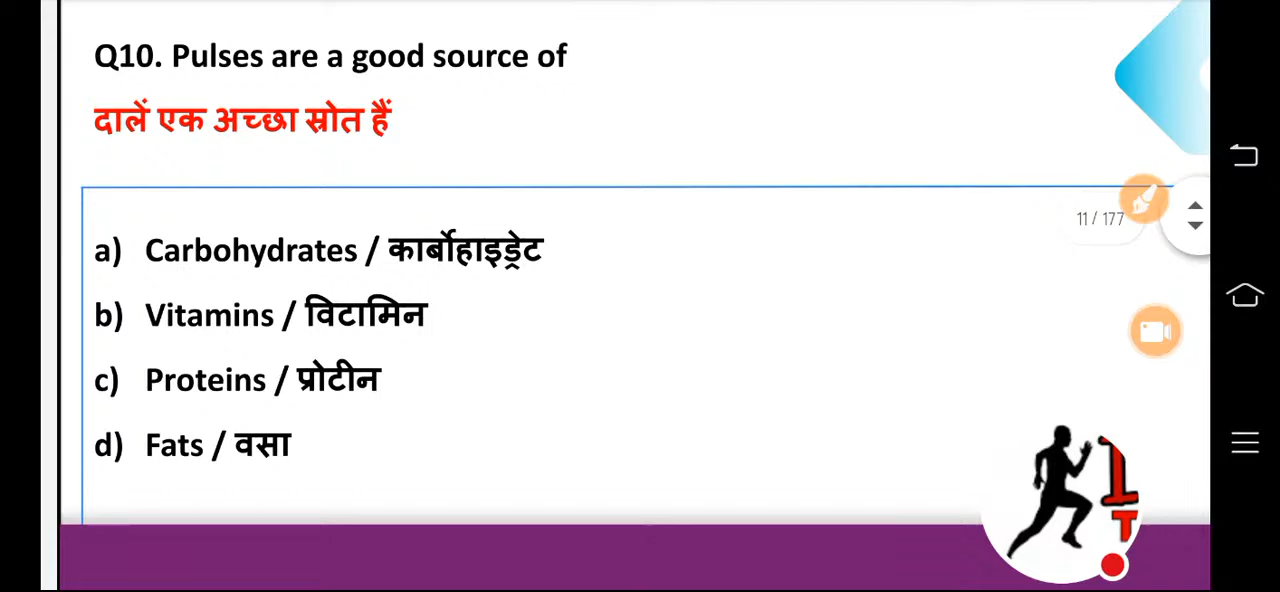 Q10. Pulses are a good source of
दालें एक अच्छा स्रोत हैं
11 / 177
a) Carbohydrates / कार्बोहाइड्रेट
b) Vitamins / विटामिन
c) Proteins / प्रोटीन
d) Fats / वसा